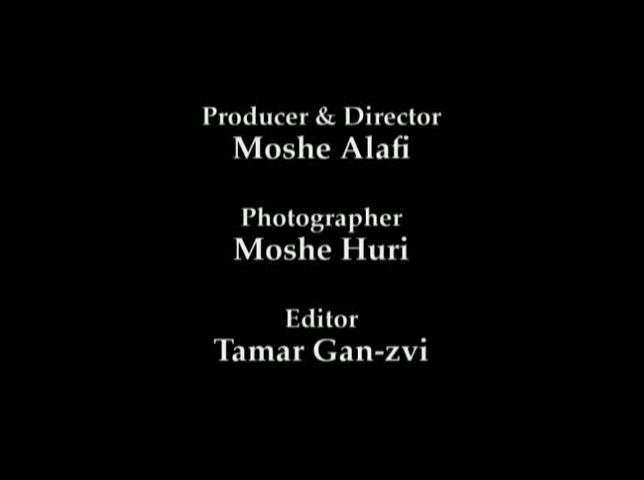 Producer & Director
Moshe Alafi
Photographer
Moshe Huri
Editor
Tamar Gan-zvi